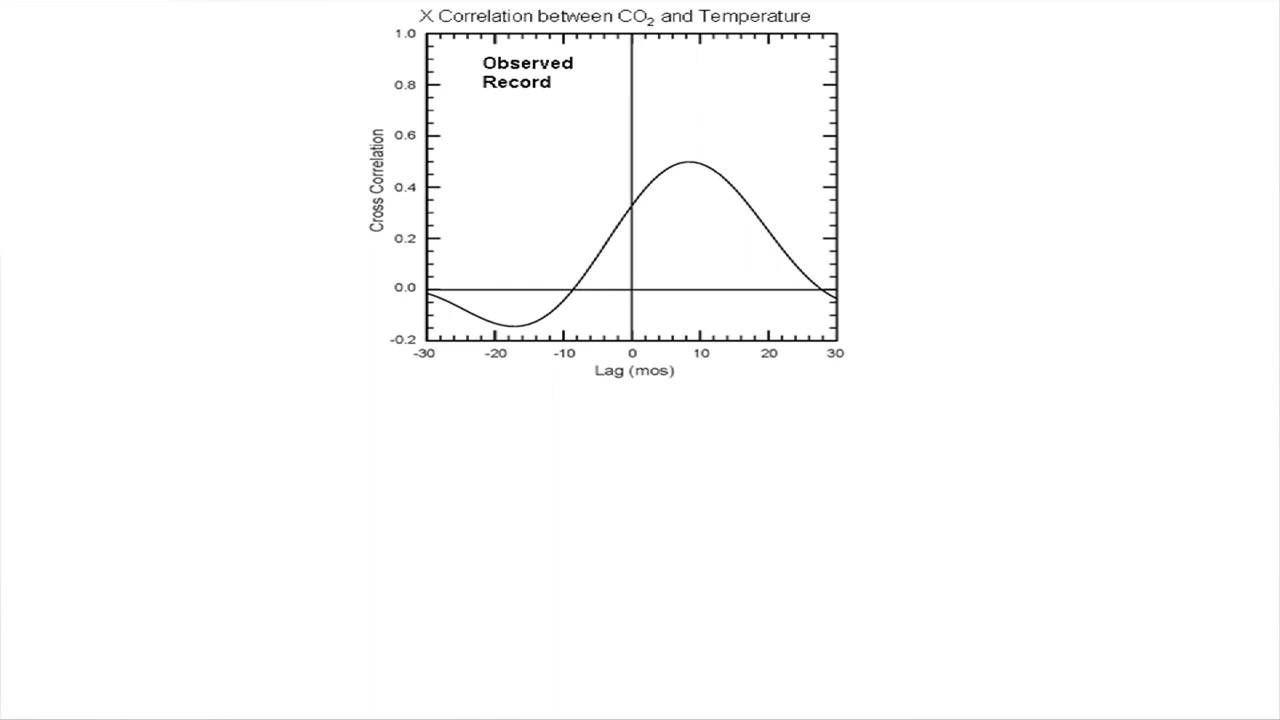 X Correlation between CO₂ and Temperature
Observed
Record
Cross Correlation
1.0
0.8
0.6
0.4
0.2
0.0
-0.2
-30 -20 -10 0 10 20 30
Lag (mos)